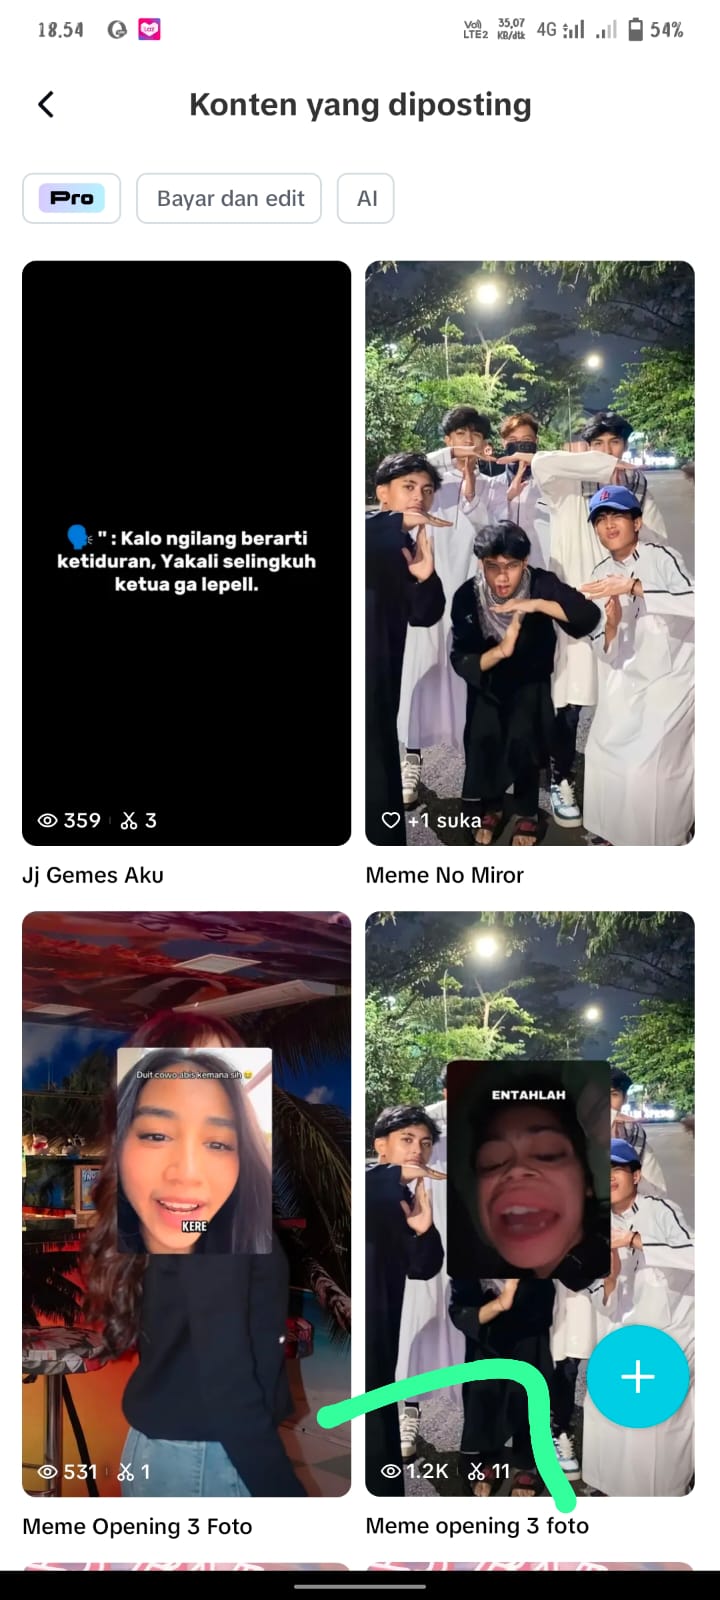 18.54
Vo)) LTE2 35,07 KB/dtk 4G 54%
Konten yang diposting
Pro
Bayar dan edit
AI
" : Kalo ngilang berarti
ketiduran, Yakali selingkuh
ketua ga lepell.
359 3
+1 suka
Jj Gemes Aku
Meme No Miror
Duit cowo abis kemana sih
KERE
ENTAHLAH
531 1
1.2K 11
Meme Opening 3 Foto
Meme opening 3 foto